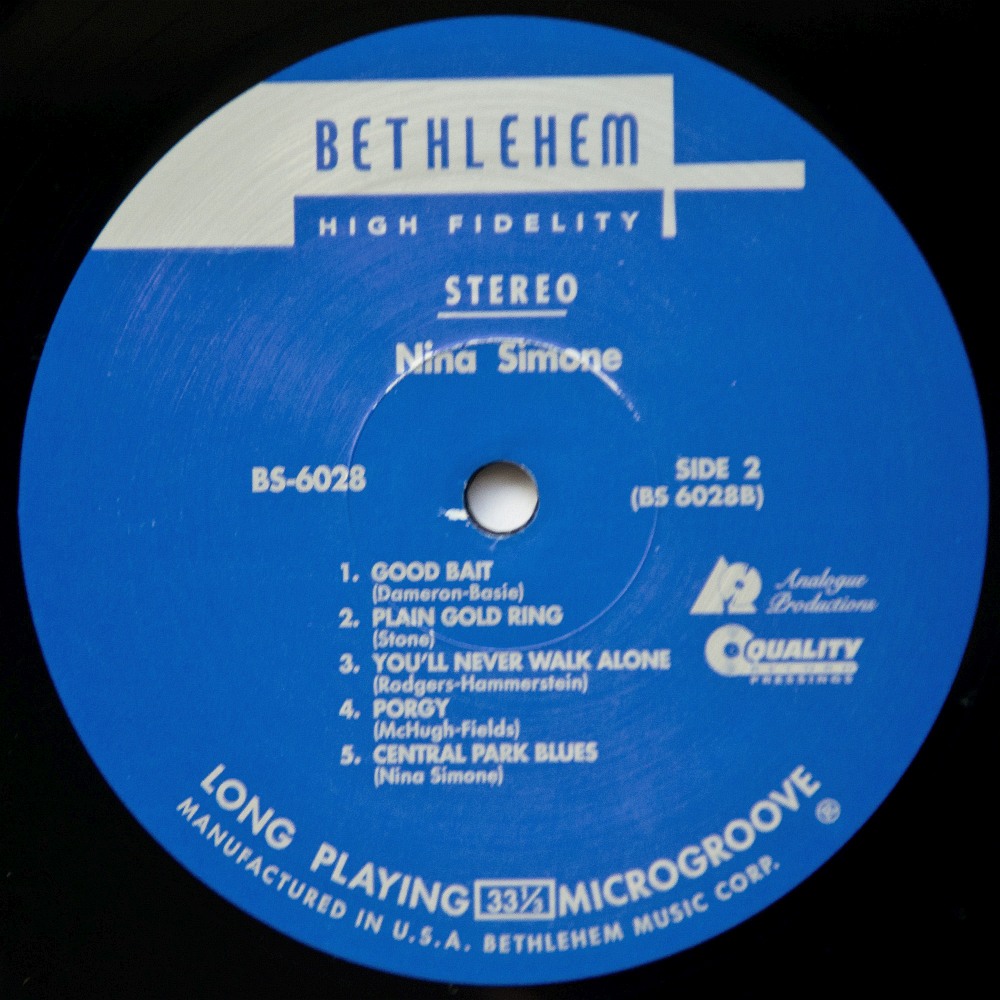 BETHLEHEM
HIGH FIDELITY
STEREO
Nina Simone
BS-6028
SIDE 2
(BS 6028B)
1. GOOD BAIT
(Dameron-Basie)
2. PLAIN GOLD RING
(Stone)
3. YOU'LL NEVER WALK ALONE
(Rodgers-Hammerstein)
4. PORGY
(McHugh-Fields)
5. CENTRAL PARK BLUES
(Nina Simone)
Analogue
Productions
QUALITY
PRESSINGS
LONG PLAYING 33⅓ MICROGROOVE
MANUFACTURED IN U.S.A. BETHLEHEM MUSIC CORP.